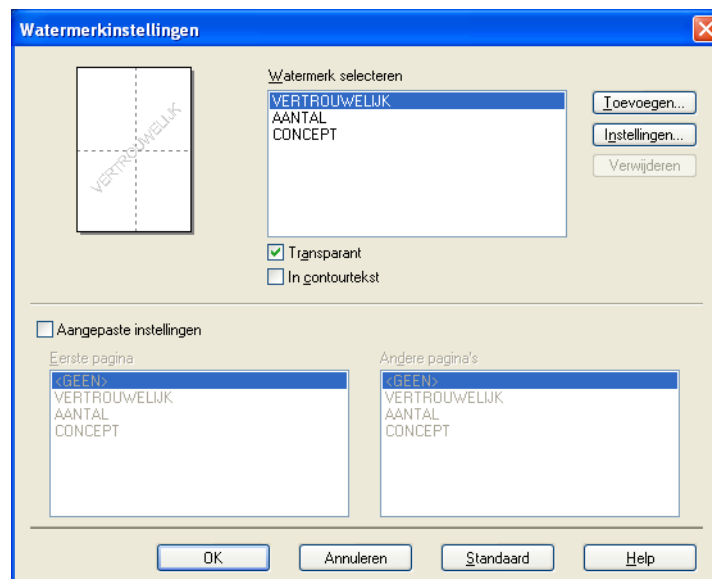 Watermerkinstellingen
VERTROUWELIJK
Watermerk selecteren
VERTROUWELIJK
AANTAL
CONCEPT
Toevoegen...
Instellingen...
Verwijderen
Transparant
In contourtekst
Aangepaste instellingen
Eerste pagina
<GEEN>
VERTROUWELIJK
AANTAL
CONCEPT
Andere pagina's
<GEEN>
VERTROUWELIJK
AANTAL
CONCEPT
OK Annuleren Standaard Help